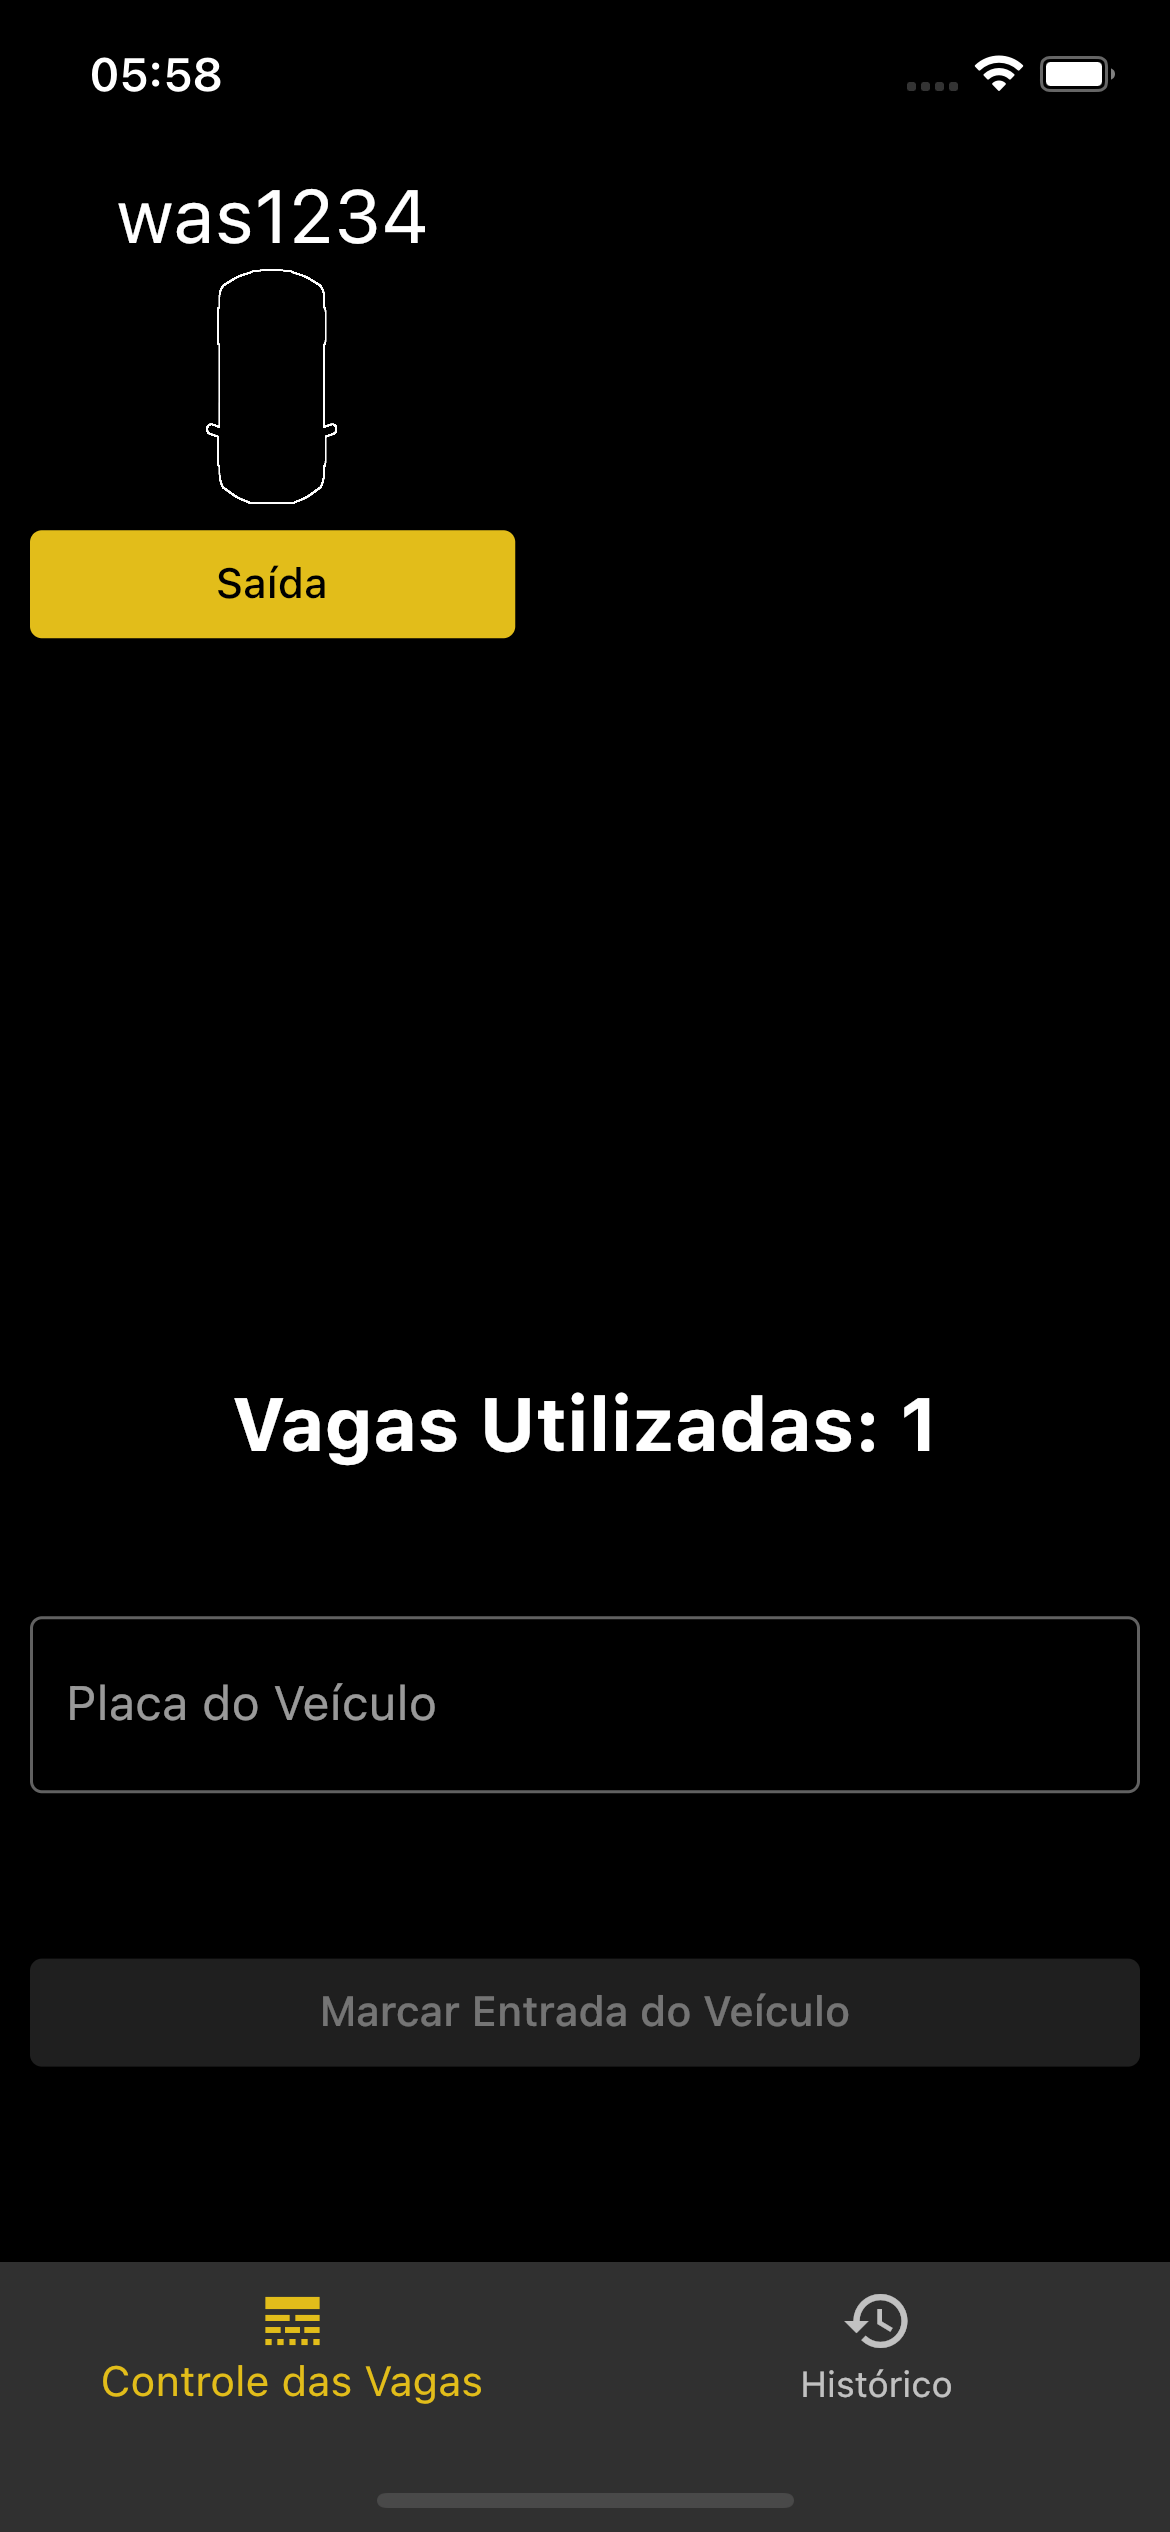 05:58
was1234
Saída
Vagas Utilizadas: 1
Placa do Veículo
Marcar Entrada do Veículo
Controle das Vagas
Histórico